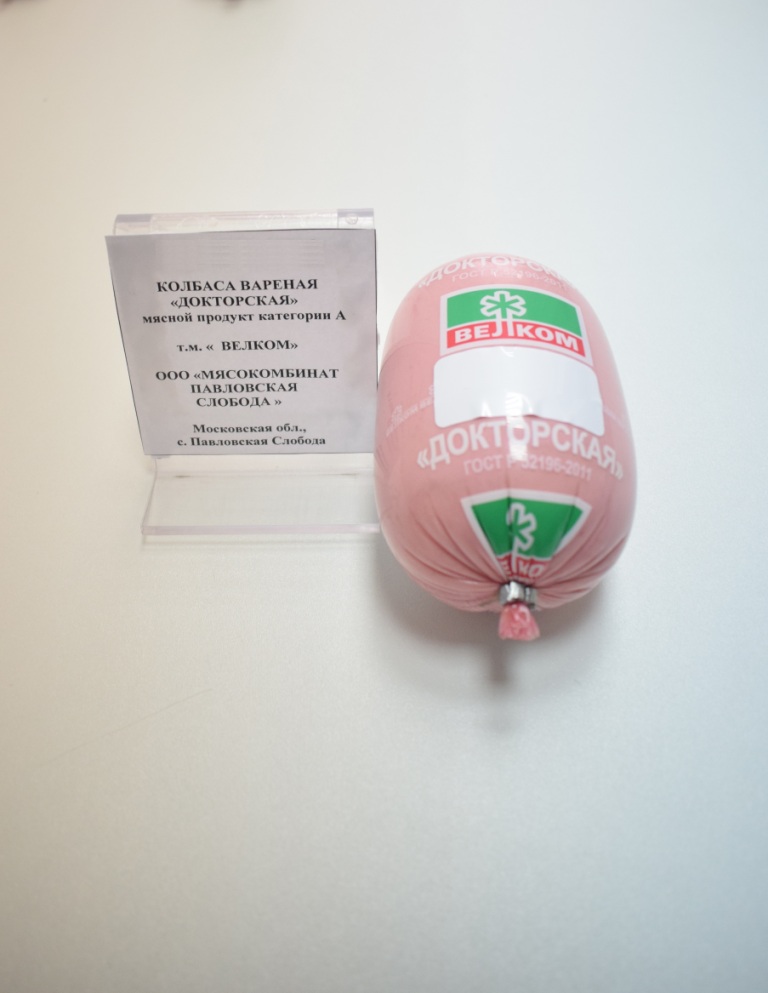 КОЛБАСА ВАРЕНАЯ
«ДОКТОРСКАЯ»
мясной продукт категории А
т.м. « ВЕЛКОМ»
ООО «МЯСОКОМБИНАТ
ПАВЛОВСКАЯ
СЛОБОДА »
Московская обл.,
с. Павловская Слобода
«ДОКТОРСКАЯ
ВЕЛКОМ
«ДОКТОРСКАЯ»
ГОСТ Р 52196-2011